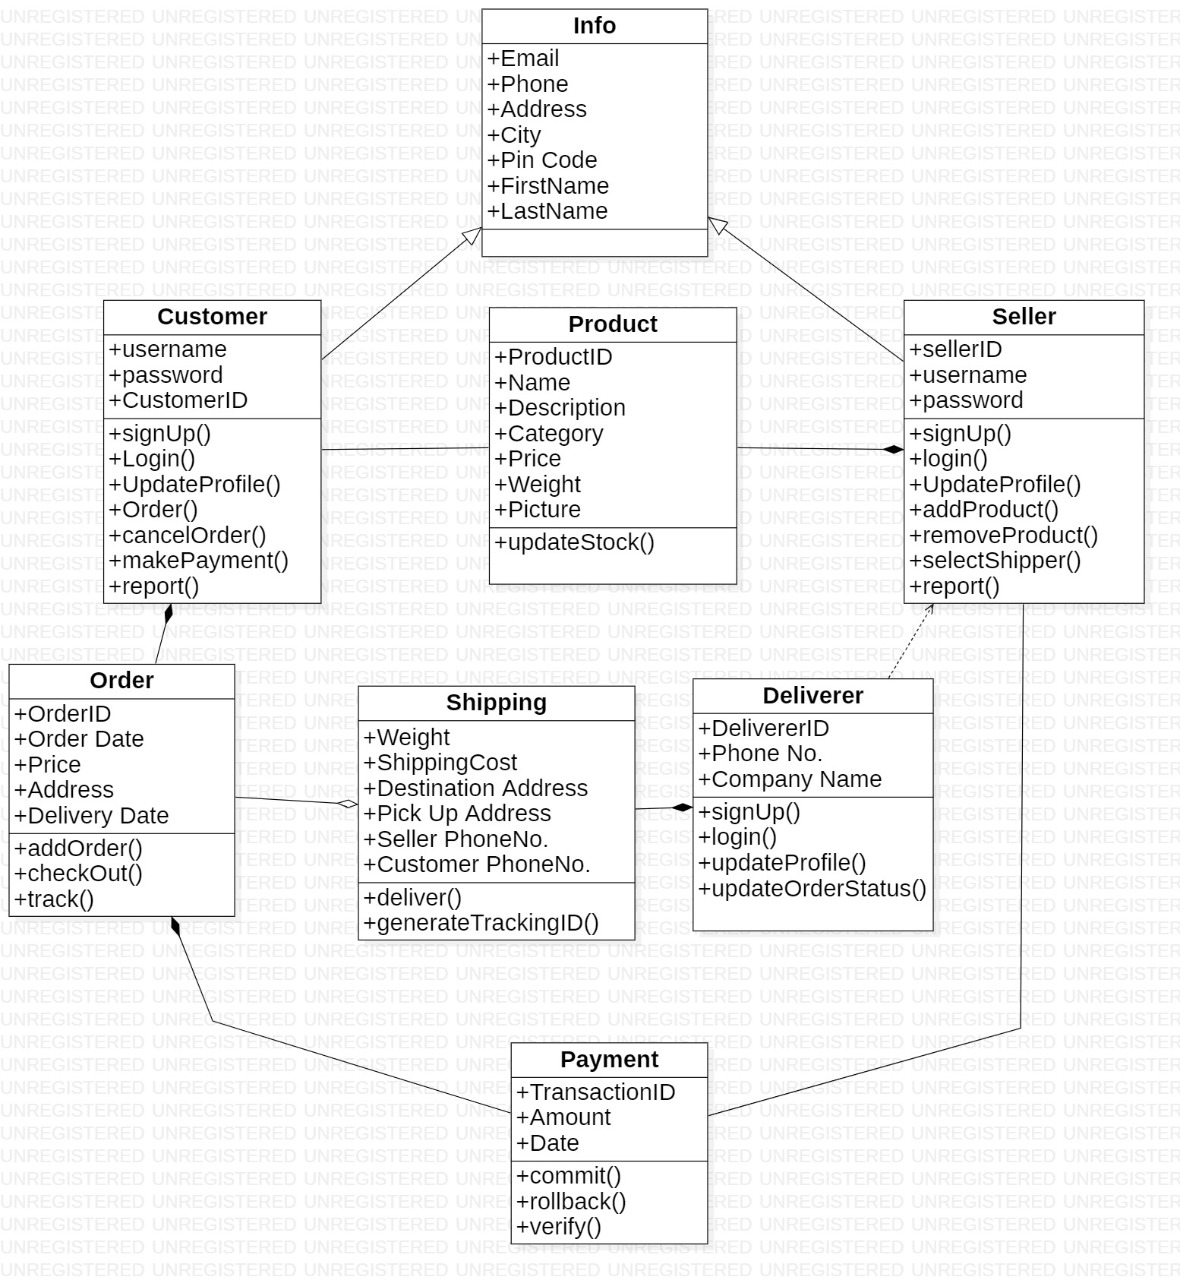 Info
+Email
+Phone
+Address
+City
+Pin Code
+FirstName
+LastName
Customer
+username
+password
+CustomerID
+signUp()
+Login()
+UpdateProfile()
+Order()
+cancelOrder()
+makePayment()
+report()
Product
+ProductID
+Name
+Description
+Category
+Price
+Weight
+Picture
+updateStock()
Seller
+sellerID
+username
+password
+signUp()
+login()
+UpdateProfile()
+addProduct()
+removeProduct()
+selectShipper()
+report()
Order
+OrderID
+Order Date
+Price
+Address
+Delivery Date
+addOrder()
+checkOut()
+track()
Shipping
+Weight
+ShippingCost
+Destination Address
+Pick Up Address
+Seller PhoneNo.
+Customer PhoneNo.
+deliver()
+generateTrackingID()
Deliverer
+DelivererID
+Phone No.
+Company Name
+signUp()
+login()
+updateProfile()
+updateOrderStatus()
Payment
+TransactionID
+Amount
+Date
+commit()
+rollback()
+verify()
UNREGISTERED